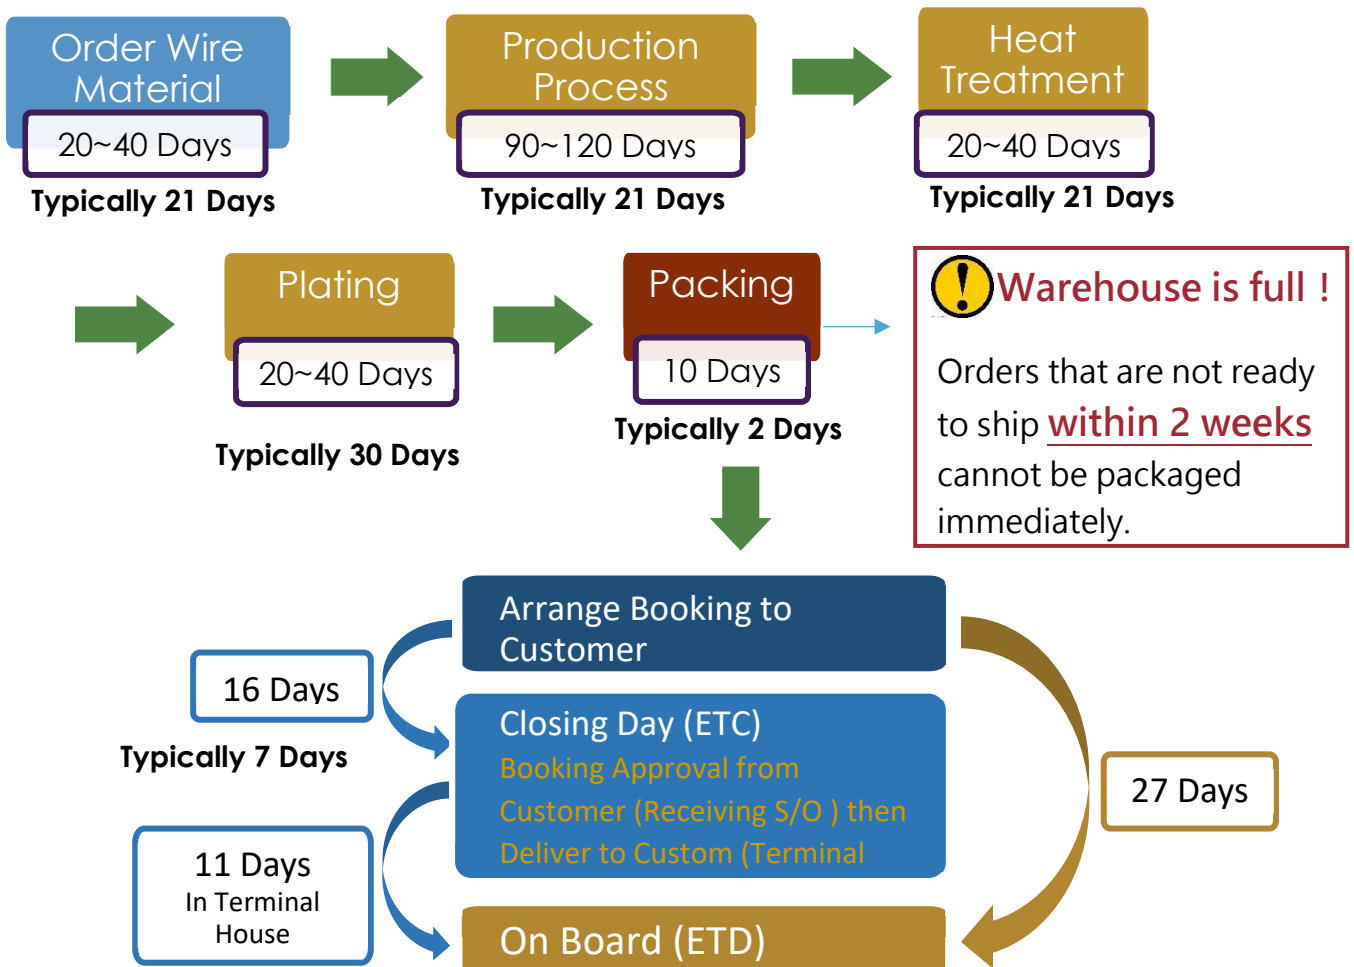 Order Wire
Material
20~40 Days
Typically 21 Days
Production
Process
90~120 Days
Typically 21 Days
Heat
Treatment
20~40 Days
Typically 21 Days
Plating
20~40 Days
Typically 30 Days
Packing
10 Days
Typically 2 Days
Warehouse is full !
Orders that are not ready
to ship within 2 weeks
cannot be packaged
immediately.
Arrange Booking to
Customer
16 Days
Typically 7 Days
Closing Day (ETC)
Booking Approval from
Customer (Receiving S/O ) then
Deliver to Custom (Terminal
27 Days
11 Days
In Terminal
House
On Board (ETD)